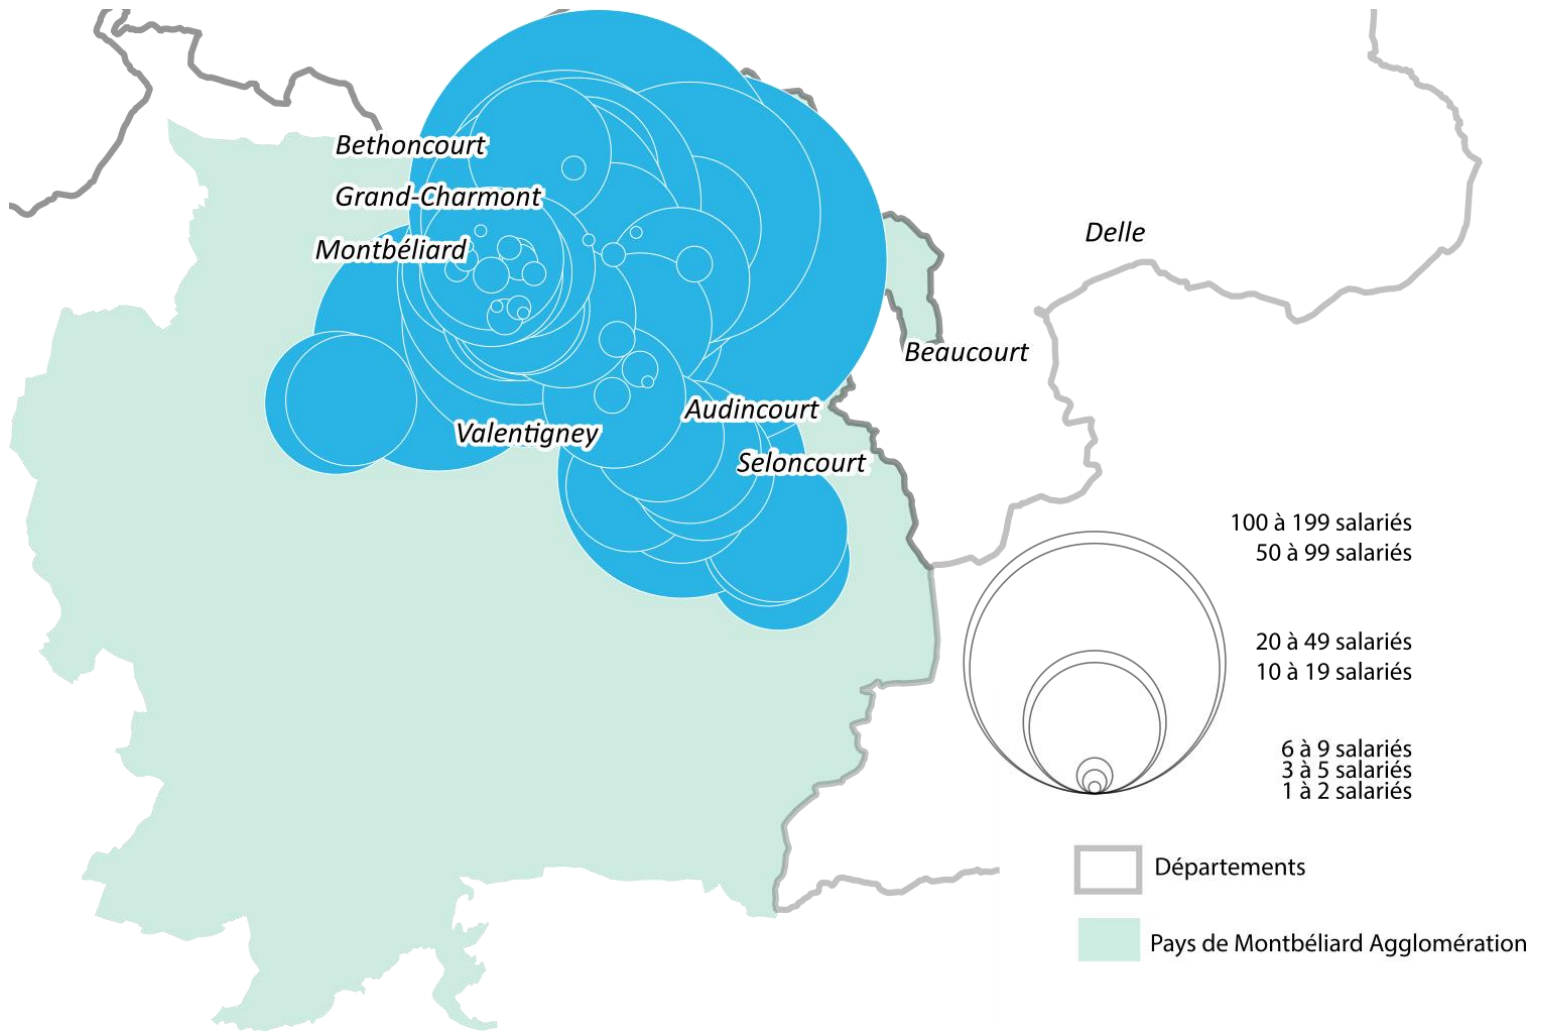 Bethoncourt
Grand-Charmont
Montbéliard
Delle
Beaucourt
Audincourt
Valentigney
Seloncourt
100 à 199 salariés
50 à 99 salariés
20 à 49 salariés
10 à 19 salariés
6 à 9 salariés
3 à 5 salariés
1 à 2 salariés
Départements
Pays de Montbéliard Agglomération